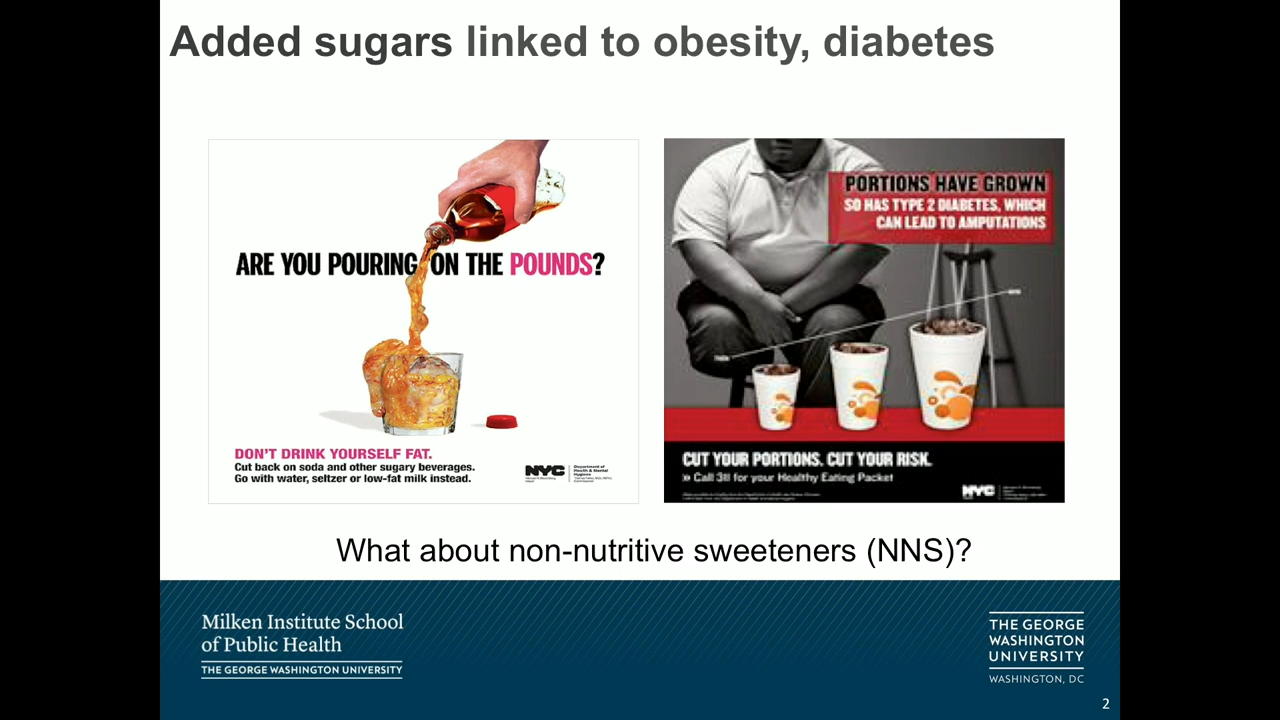 Added sugars linked to obesity, diabetes
ARE YOU POURING ON THE POUNDS?
DON'T DRINK YOURSELF FAT.
Cut back on soda and other sugary beverages.
Go with water, seltzer or low-fat milk instead.
NYC
Department of
Health & Mental
Hygiene
PORTIONS HAVE GROWN
SO HAS TYPE 2 DIABETES, WHICH
CAN LEAD TO AMPUTATIONS
CUT YOUR PORTIONS. CUT YOUR RISK.
» Call 311 for your Healthy Eating Packet
NYC
What about non-nutritive sweeteners (NNS)?
Milken Institute School
of Public Health
THE GEORGE WASHINGTON UNIVERSITY
THE GEORGE
WASHINGTON
UNIVERSITY
WASHINGTON, DC
2